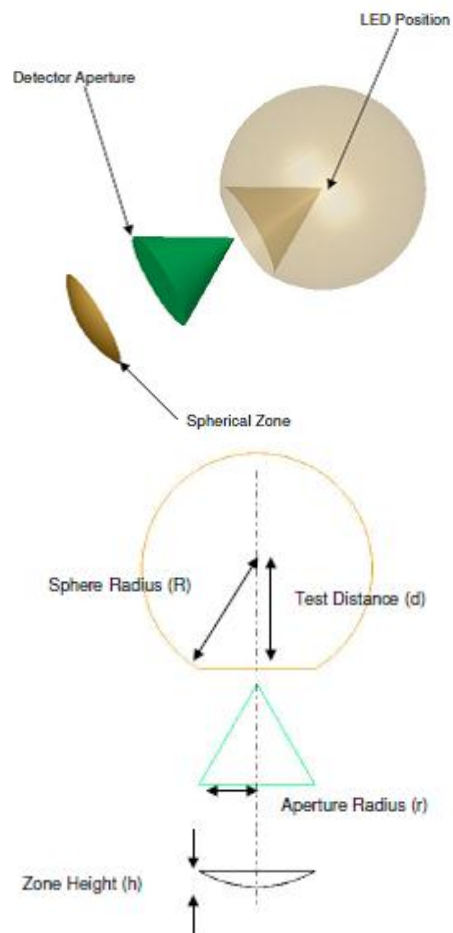 LED Position
Detector Aperture
Spherical Zone
Sphere Radius (R)
Test Distance (d)
Aperture Radius (r)
Zone Height (h)